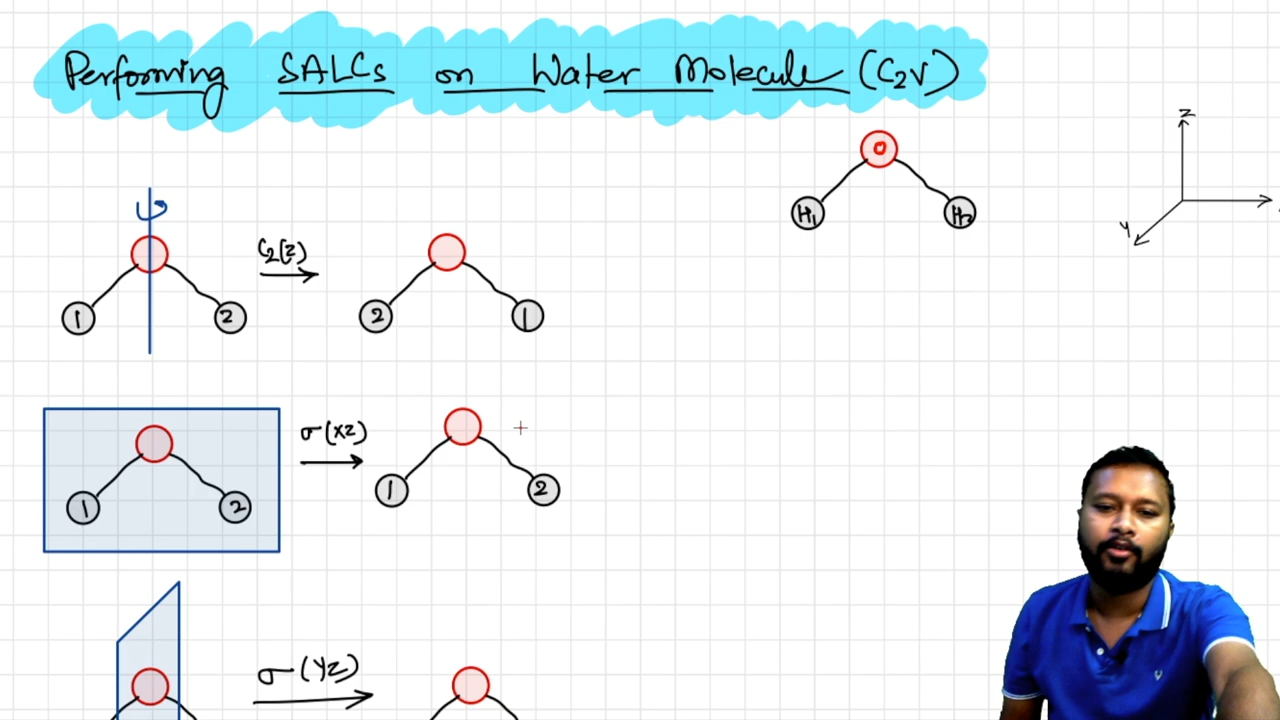 Performing SALCs on Water Molecule (C2V)
O
H1 H2
Z
Y
C2(z)
1 2 2 1
σ(XZ)
1 2 1 2
σ(YZ)